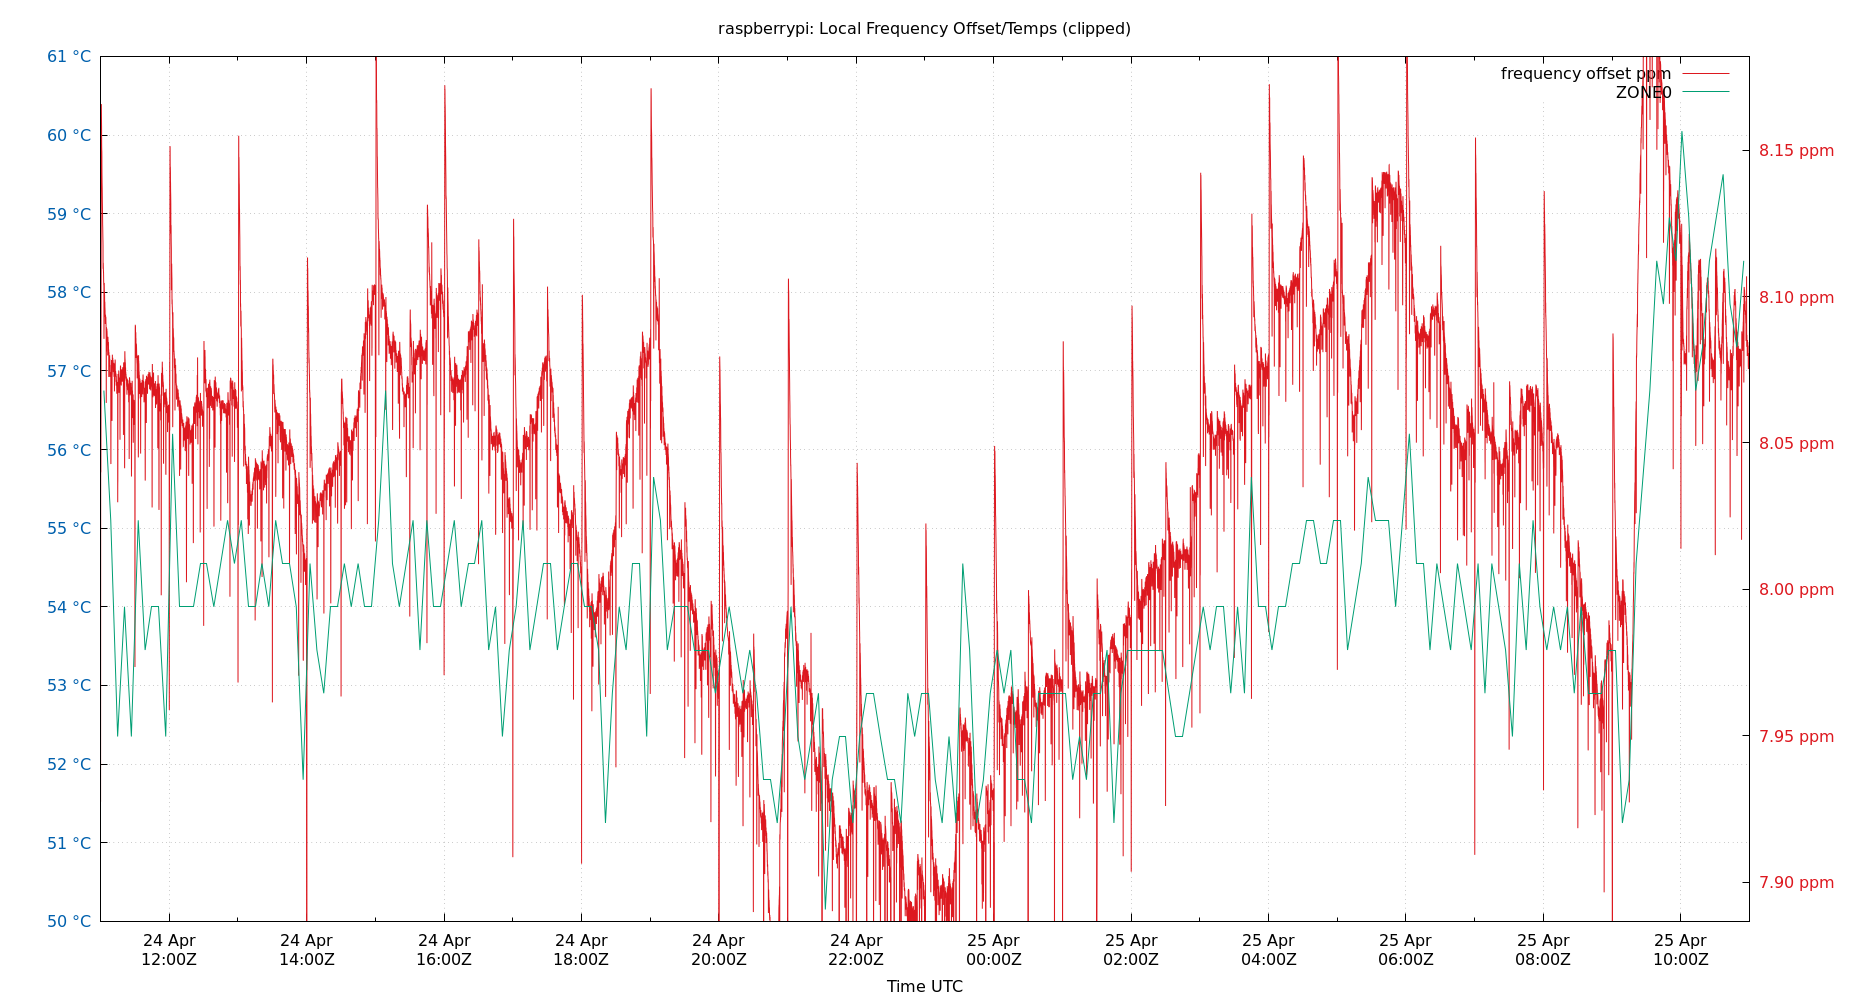 raspberrypi: Local Frequency Offset/Temps (clipped)
61 °C
60 °C
59 °C
58 °C
57 °C
56 °C
55 °C
54 °C
53 °C
52 °C
51 °C
50 °C
frequency offset ppm
ZONE0
8.15 ppm
8.10 ppm
8.05 ppm
8.00 ppm
7.95 ppm
7.90 ppm
24 Apr 24 Apr 24 Apr 24 Apr 24 Apr 24 Apr 25 Apr 25 Apr 25 Apr 25 Apr 25 Apr 25 Apr
12:00Z 14:00Z 16:00Z 18:00Z 20:00Z 22:00Z 00:00Z 02:00Z 04:00Z 06:00Z 08:00Z 10:00Z
Time UTC